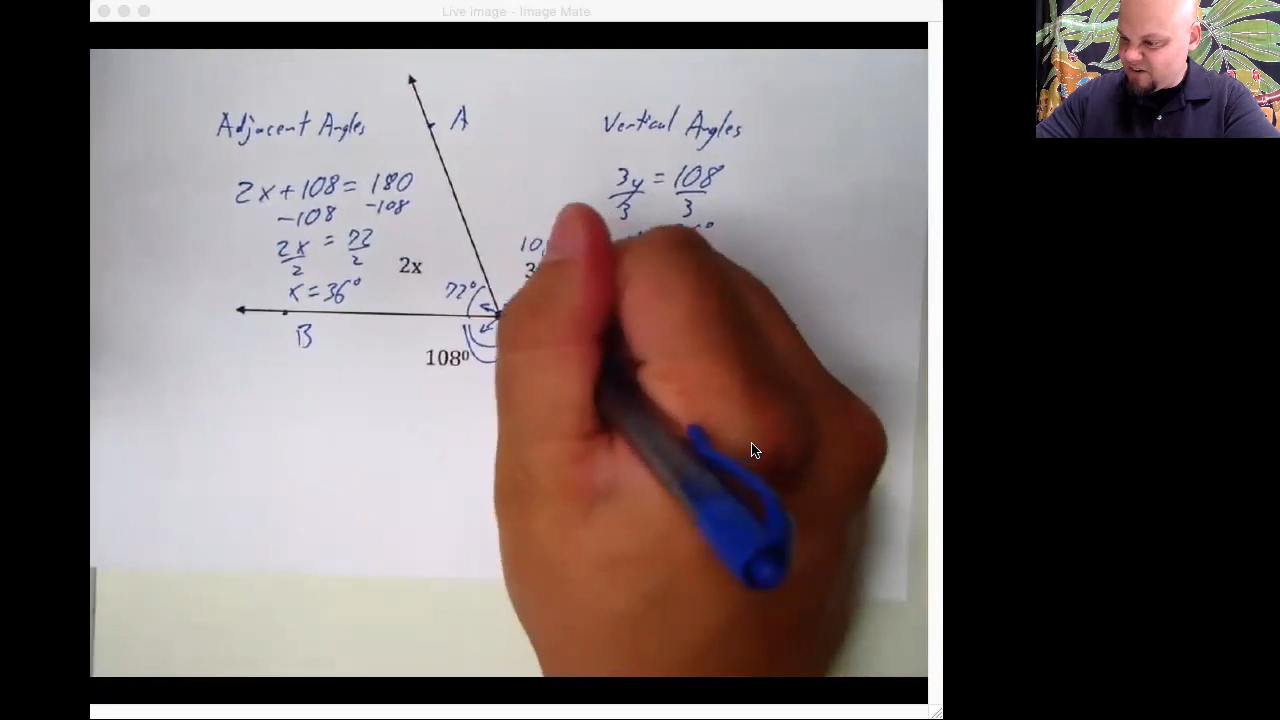 Live image - Image Mate
Adjacent Angles
A
Vertical Angles
2x + 108 = 180
-108 -108
2x = 72
2 2
x = 36°
2x
72°
B
108⁰
3y = 108
3 3